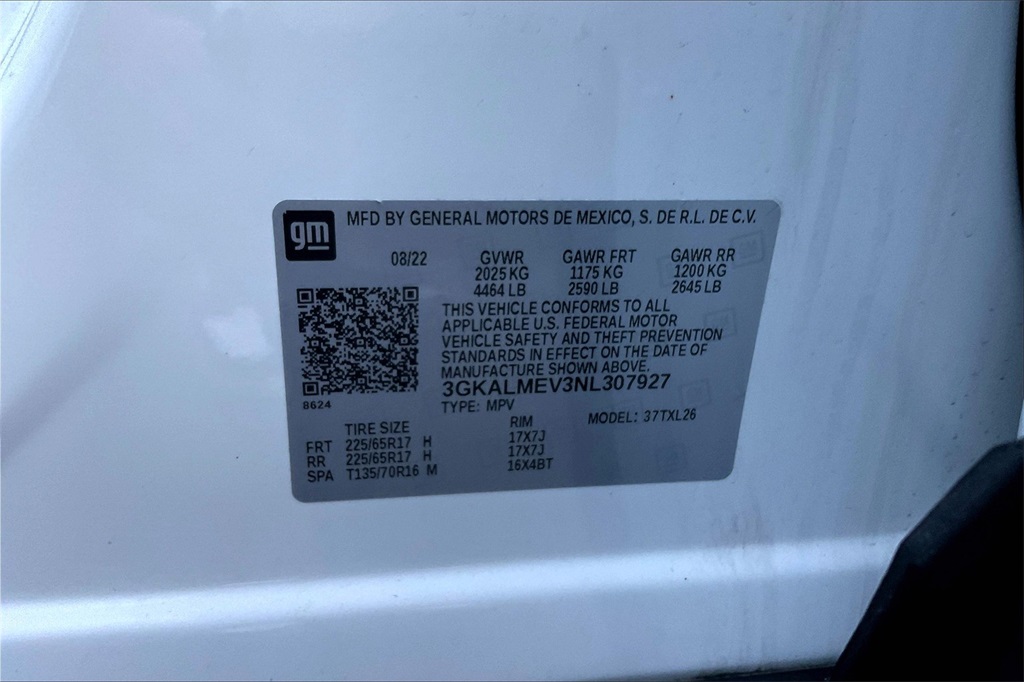 gm
MFD BY GENERAL MOTORS DE MEXICO, S. DE R.L. DE C.V.
08/22 GVWR GAWR FRT GAWR RR
2025 KG 1175 KG 1200 KG
4464 LB 2590 LB 2645 LB
THIS VEHICLE CONFORMS TO ALL
APPLICABLE U.S. FEDERAL MOTOR
VEHICLE SAFETY AND THEFT PREVENTION
STANDARDS IN EFFECT ON THE DATE OF
MANUFACTURE SHOWN ABOVE.
3GKALMEV3NL307927
8624
TYPE: MPV MODEL: 37TXL26
TIRE SIZE RIM
FRT 225/65R17 H 17X7J
RR 225/65R17 H 17X7J
SPA T135/70R16 M 16X4BT